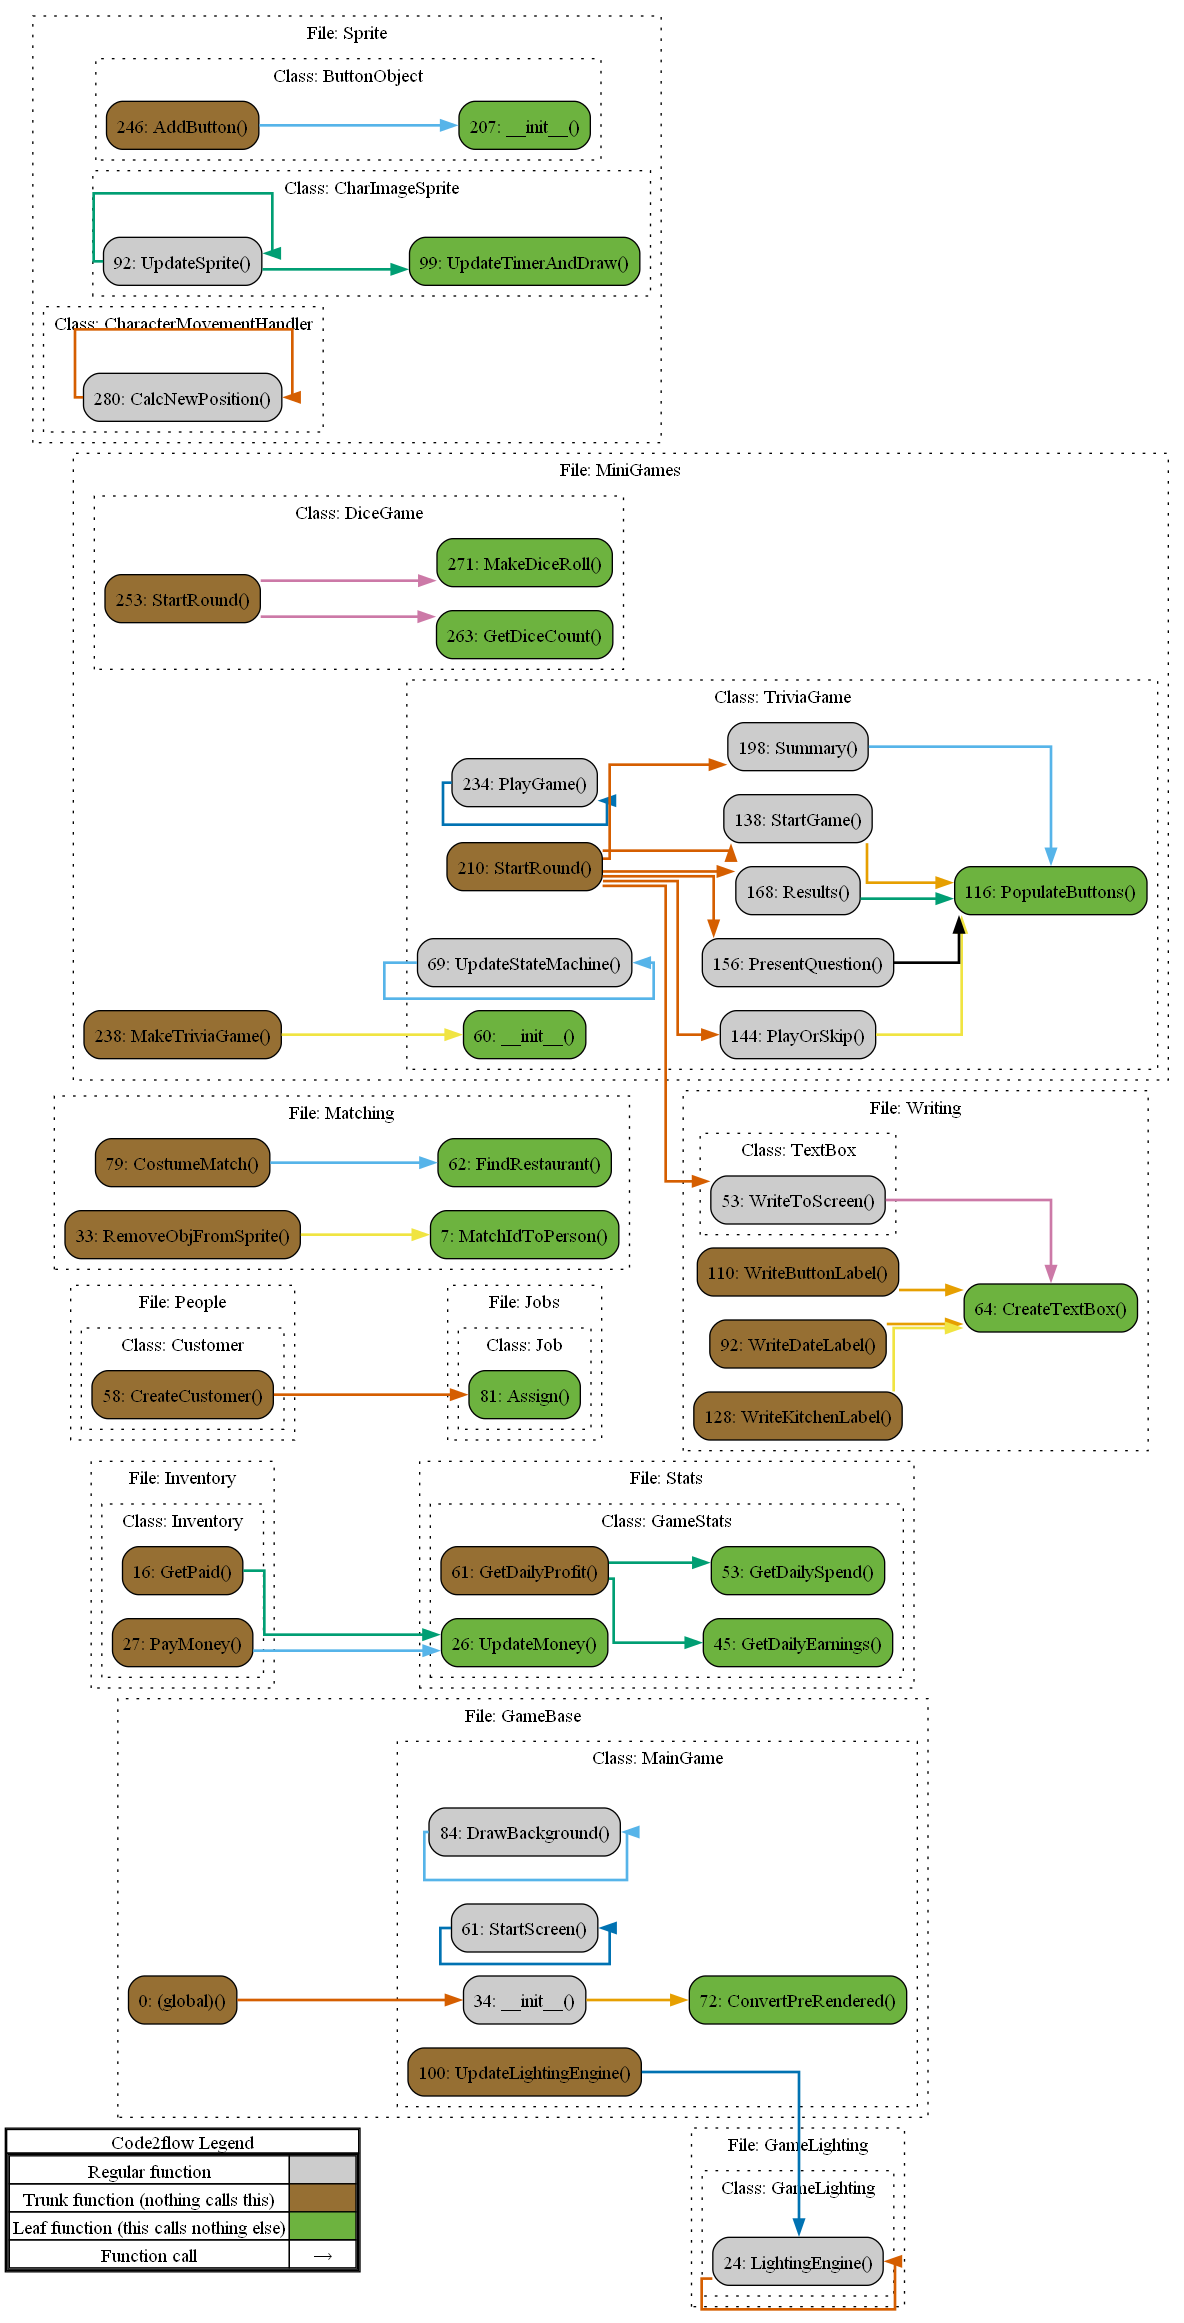 File: Sprite
Class: ButtonObject
246: AddButton()
207: __init__()
Class: CharImageSprite
92: UpdateSprite()
99: UpdateTimerAndDraw()
Class: CharacterMovementHandler
280: CalcNewPosition()
File: MiniGames
Class: DiceGame
271: MakeDiceRoll()
253: StartRound()
263: GetDiceCount()
Class: TriviaGame
198: Summary()
234: PlayGame()
138: StartGame()
210: StartRound()
168: Results()
116: PopulateButtons()
69: UpdateStateMachine()
156: PresentQuestion()
238: MakeTriviaGame()
60: __init__()
144: PlayOrSkip()
File: Matching
79: CostumeMatch()
62: FindRestaurant()
33: RemoveObjFromSprite()
7: MatchIdToPerson()
File: Writing
Class: TextBox
53: WriteToScreen()
110: WriteButtonLabel()
64: CreateTextBox()
92: WriteDateLabel()
128: WriteKitchenLabel()
File: People
Class: Customer
58: CreateCustomer()
File: Jobs
Class: Job
81: Assign()
File: Inventory
Class: Inventory
16: GetPaid()
27: PayMoney()
File: Stats
Class: GameStats
61: GetDailyProfit()
53: GetDailySpend()
26: UpdateMoney()
45: GetDailyEarnings()
File: GameBase
Class: MainGame
84: DrawBackground()
61: StartScreen()
0: (global)()
34: __init__()
72: ConvertPreRendered()
100: UpdateLightingEngine()
Code2flow Legend
Regular function
Trunk function (nothing calls this)
Leaf function (this calls nothing else)
Function call →
File: GameLighting
Class: GameLighting
24: LightingEngine()